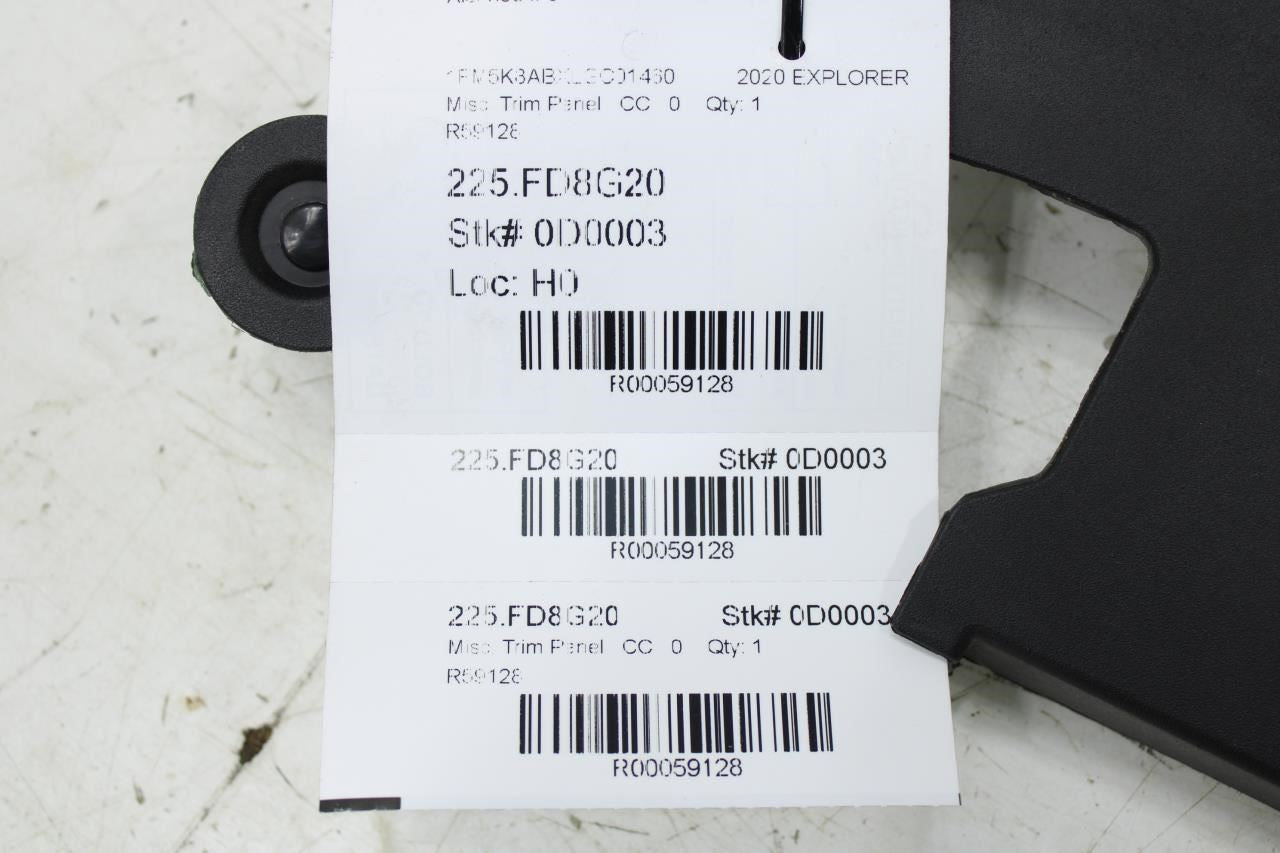 2020 EXPLORER
Misc. Trim Panel CC 0 Qty: 1
R59128
225.FD8G20
Stk# 0D0003
Loc: H0
R00059128
225.FD8G20 Stk# 0D0003
R00059128
225.FD8G20 Stk# 0D0003
Misc. Trim Panel CC 0 Qty: 1
R59128
R00059128